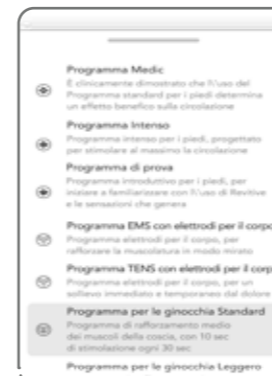 Programma Medic
È clinicamente dimostrato che l\'uso del
Programma standard per i piedi determina
un effetto benefico sulla circolazione
Programma Intenso
Programma intenso per i piedi, progettato
per stimolare al massimo la circolazione
Programma di prova
Programma introduttivo per i piedi, per
iniziare a familiarizzare con l\'uso di Revitive
e le sensazioni che genera
Programma EMS con elettrodi per il corpo
Programma elettrodi per il corpo, per
rafforzare la muscolatura in modo mirato
Programma TENS con elettrodi per il corp
Programma elettrodi per il corpo, per un
sollievo immediato e temporaneo dal dolore
Programma per le ginocchia Standard
Programma di rafforzamento medio
dei muscoli della coscia, con 10 sec
di stimolazione ogni 30 sec
Programma per le ginocchia Leggero